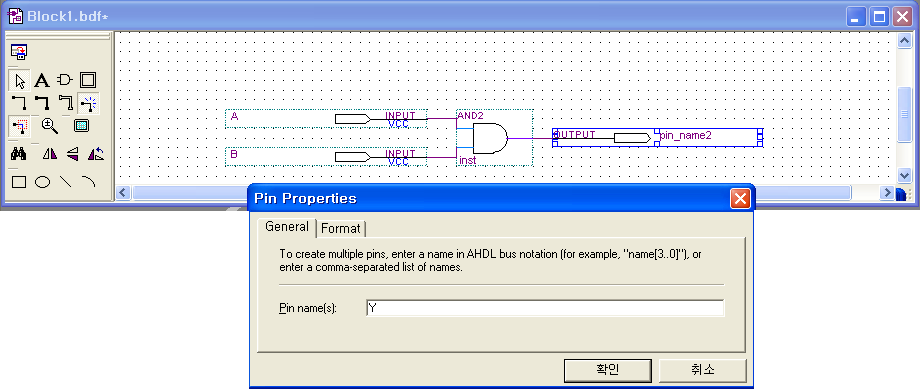 Block1.bdf*
A
INPUT
VCC
AND2
OUTPUT
pin_name2
B
INPUT
VCC
inst
Pin Properties
General
Format
To create multiple pins, enter a name in AHDL bus notation (for example, "name[3..0]"), or
enter a comma-separated list of names.
Pin name(s):
Y
확인
취소